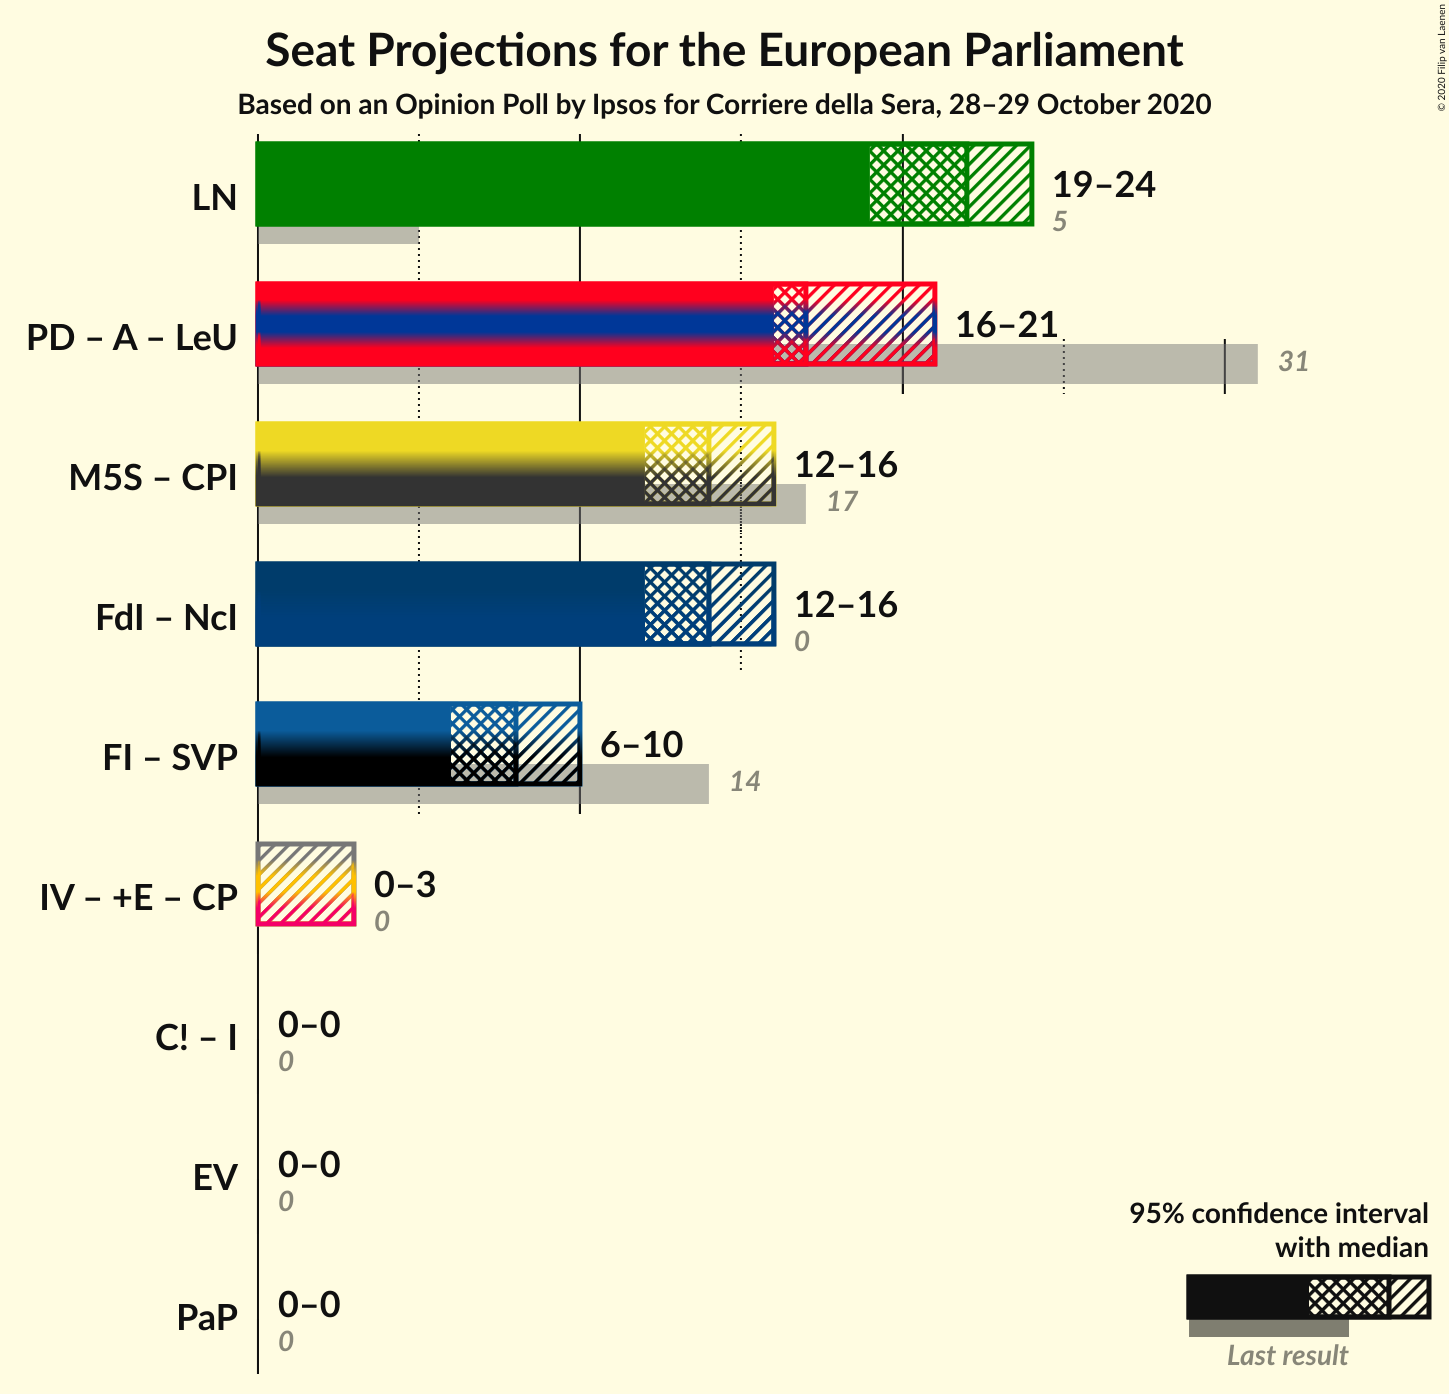 Seat Projections for the European Parliament
Based on an Opinion Poll by Ipsos for Corriere della Sera, 28–29 October 2020
© 2020 Filip van Laenen
LN
19–24
5
PD – A – LeU
16–21
31
M5S – CPI
12–16
17
FdI – NcI
12–16
0
FI – SVP
6–10
14
IV – +E – CP
0–3
0
C! – I
0–0
0
EV
0–0
0
PaP
0–0
0
95% confidence interval
with median
Last result